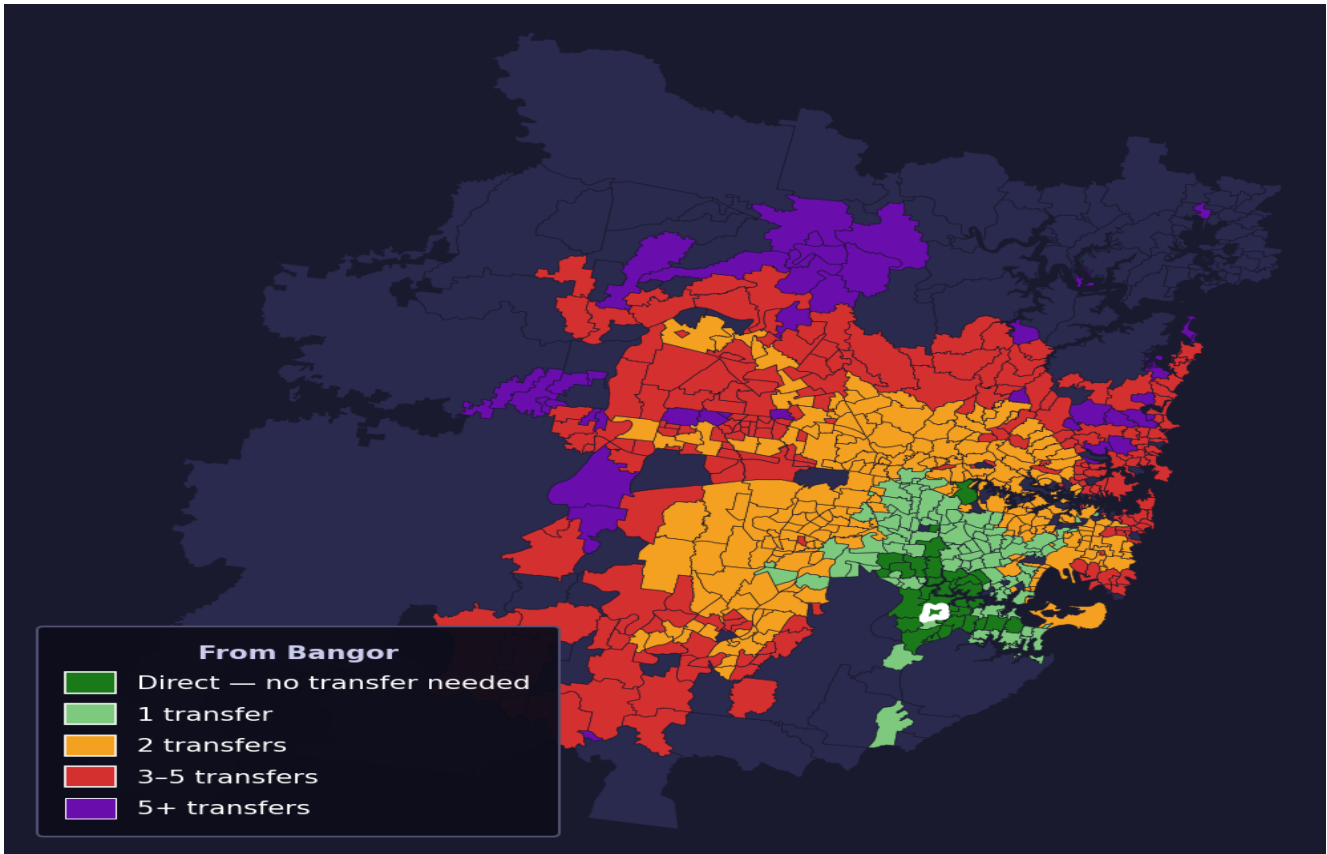 From Bangor
Direct — no transfer needed
1 transfer
2 transfers
3–5 transfers
5+ transfers